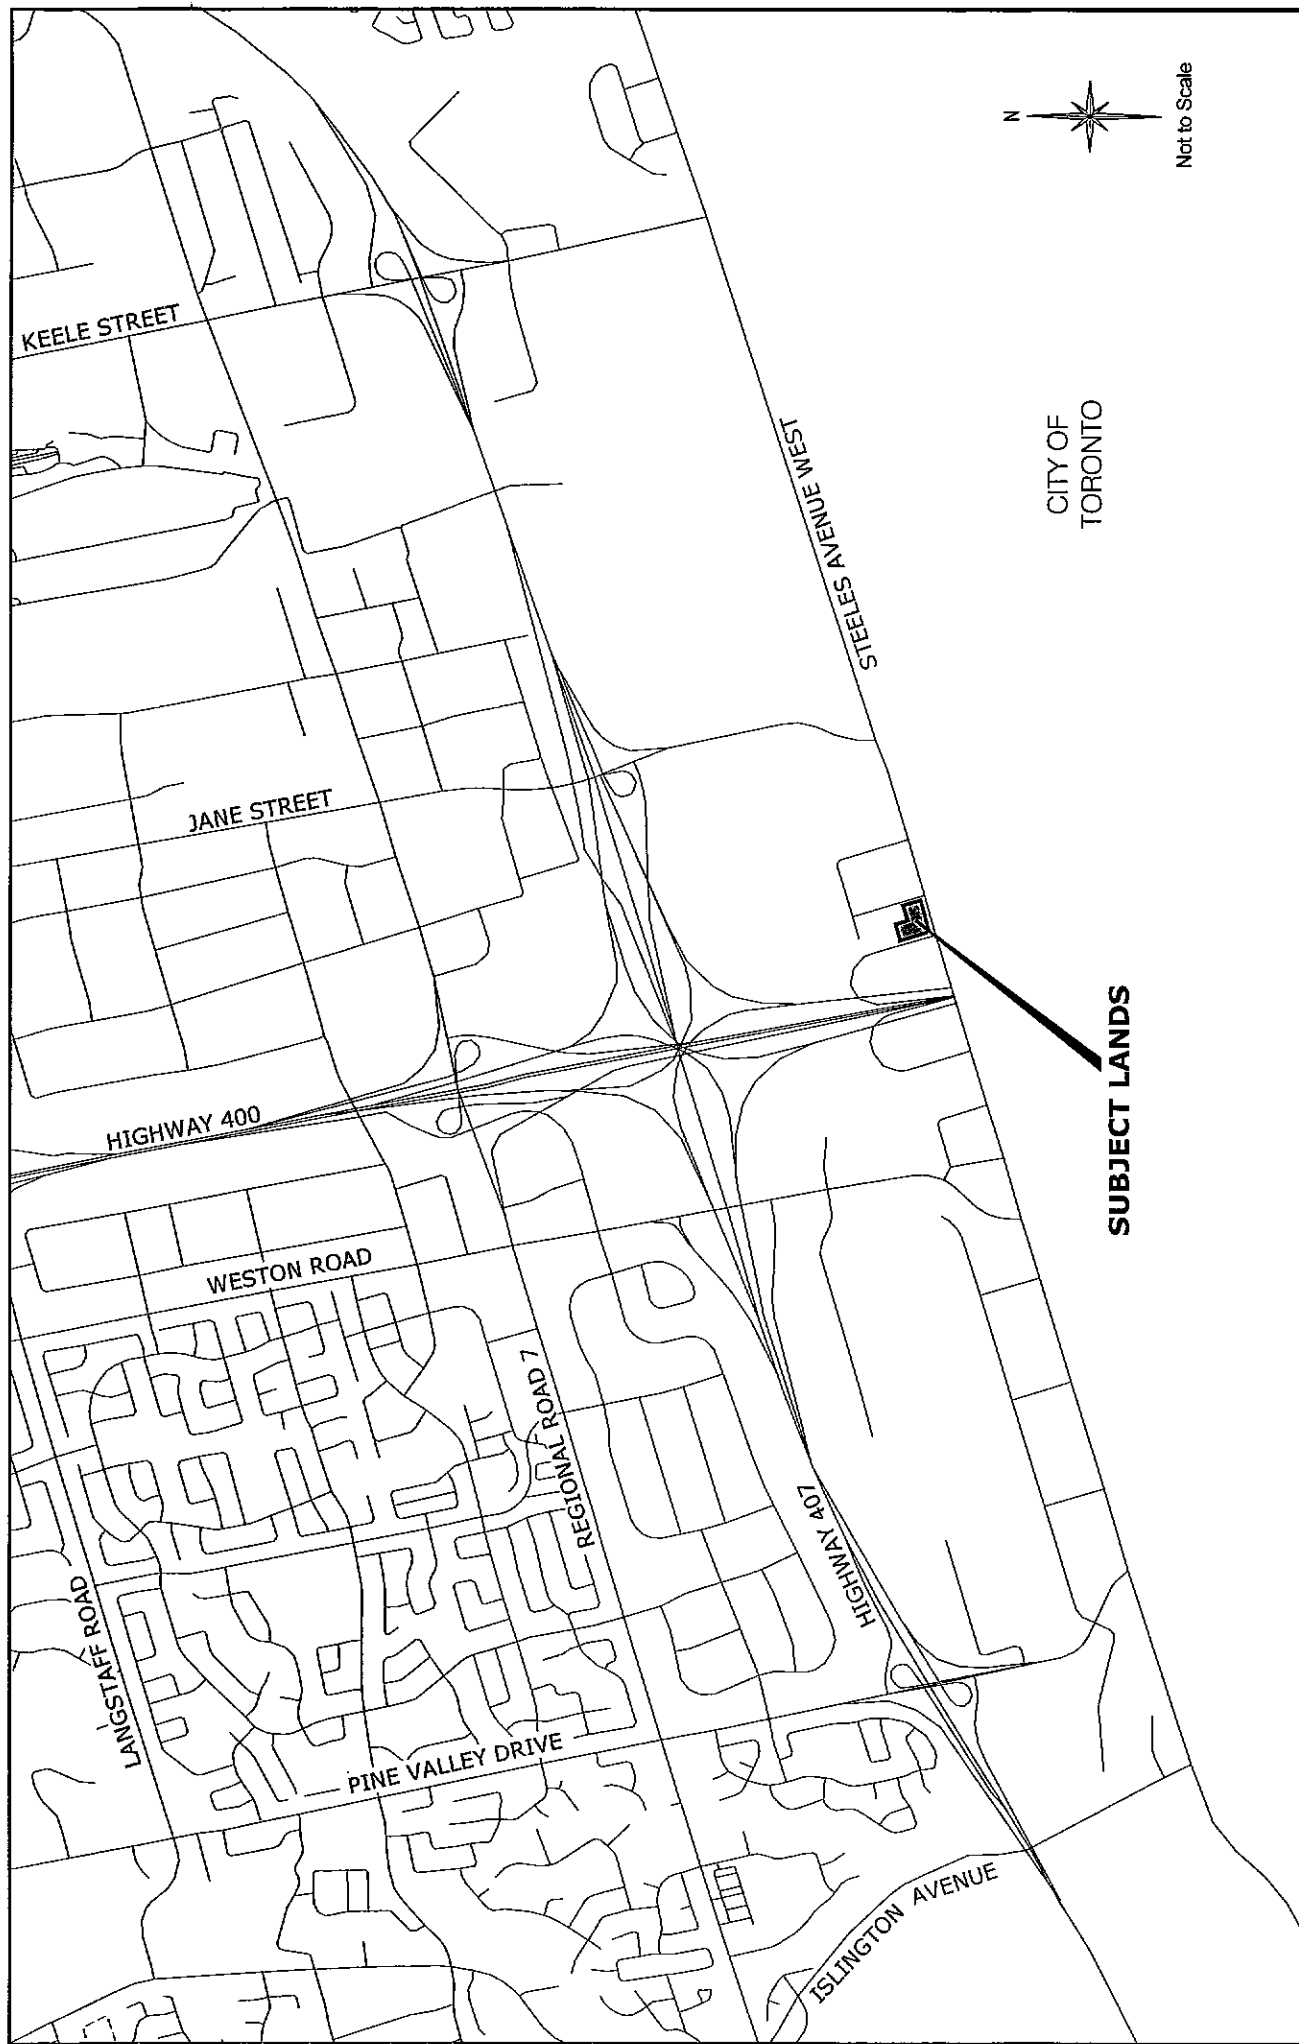 KEELE STREET
JANE STREET
HIGHWAY 400
WESTON ROAD
LANGSTAFF ROAD
PINE VALLEY DRIVE
REGIONAL ROAD 7
HIGHWAY 407
ISLINGTON AVENUE
STEELES AVENUE WEST
CITY OF
TORONTO
SUBJECT LANDS
N
Not to Scale